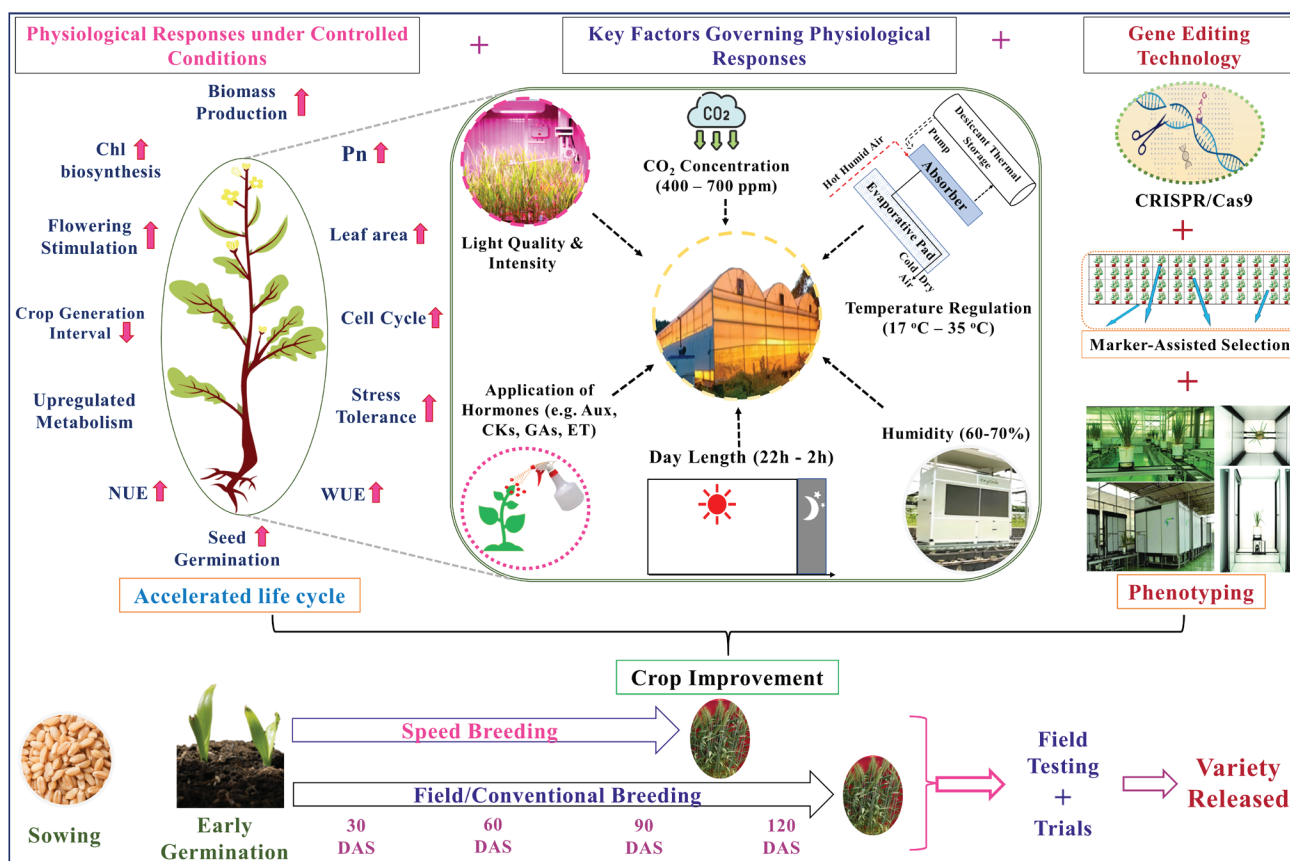 Physiological Responses under Controlled
Conditions
+
Key Factors Governing Physiological
Responses
+
Gene Editing
Technology
Biomass
Production
Chl
biosynthesis
Pn
Flowering
Stimulation
Leaf area
Crop Generation
Interval
Cell Cycle
Upregulated
Metabolism
Stress
Tolerance
NUE
WUE
Seed
Germination
Accelerated life cycle
Light Quality &
Intensity
CO₂
CO₂ Concentration
(400 – 700 ppm)
Hot Humid Air
Pump
Desiccant Thermal
Storage
Absorber
Evaporative Pad
Cold Dry
Air
Temperature Regulation
(17 °C – 35 °C)
Application of
Hormones (e.g. Aux,
CKs, GAs, ET)
Day Length (22h - 2h)
Humidity (60-70%)
CRISPR/Cas9
+
Marker-Assisted Selection
+
Phenotyping
Crop Improvement
Sowing
Early
Germination
Speed Breeding
Field/Conventional Breeding
30
DAS
60
DAS
90
DAS
120
DAS
Field
Testing
+
Trials
Variety
Released